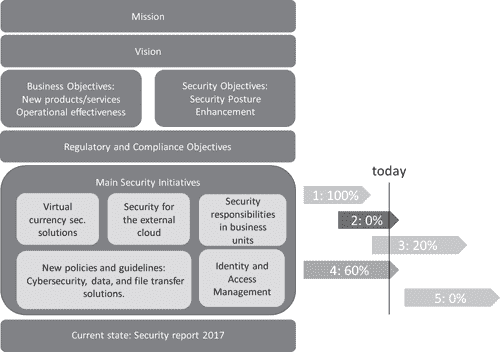 Mission
Vision
Business Objectives:
New products/services
Operational effectiveness
Security Objectives:
Security Posture
Enhancement
Regulatory and Compliance Objectives
Main Security Initiatives
Virtual
currency sec.
solutions
Security for
the external
cloud
Security
responsibilities
in business
units
New policies and guidelines:
Cybersecurity, data, and file transfer
solutions.
Identity and
Access
Management
Current state: Security report 2017
today
1: 100%
2: 0%
3: 20%
4: 60%
5: 0%